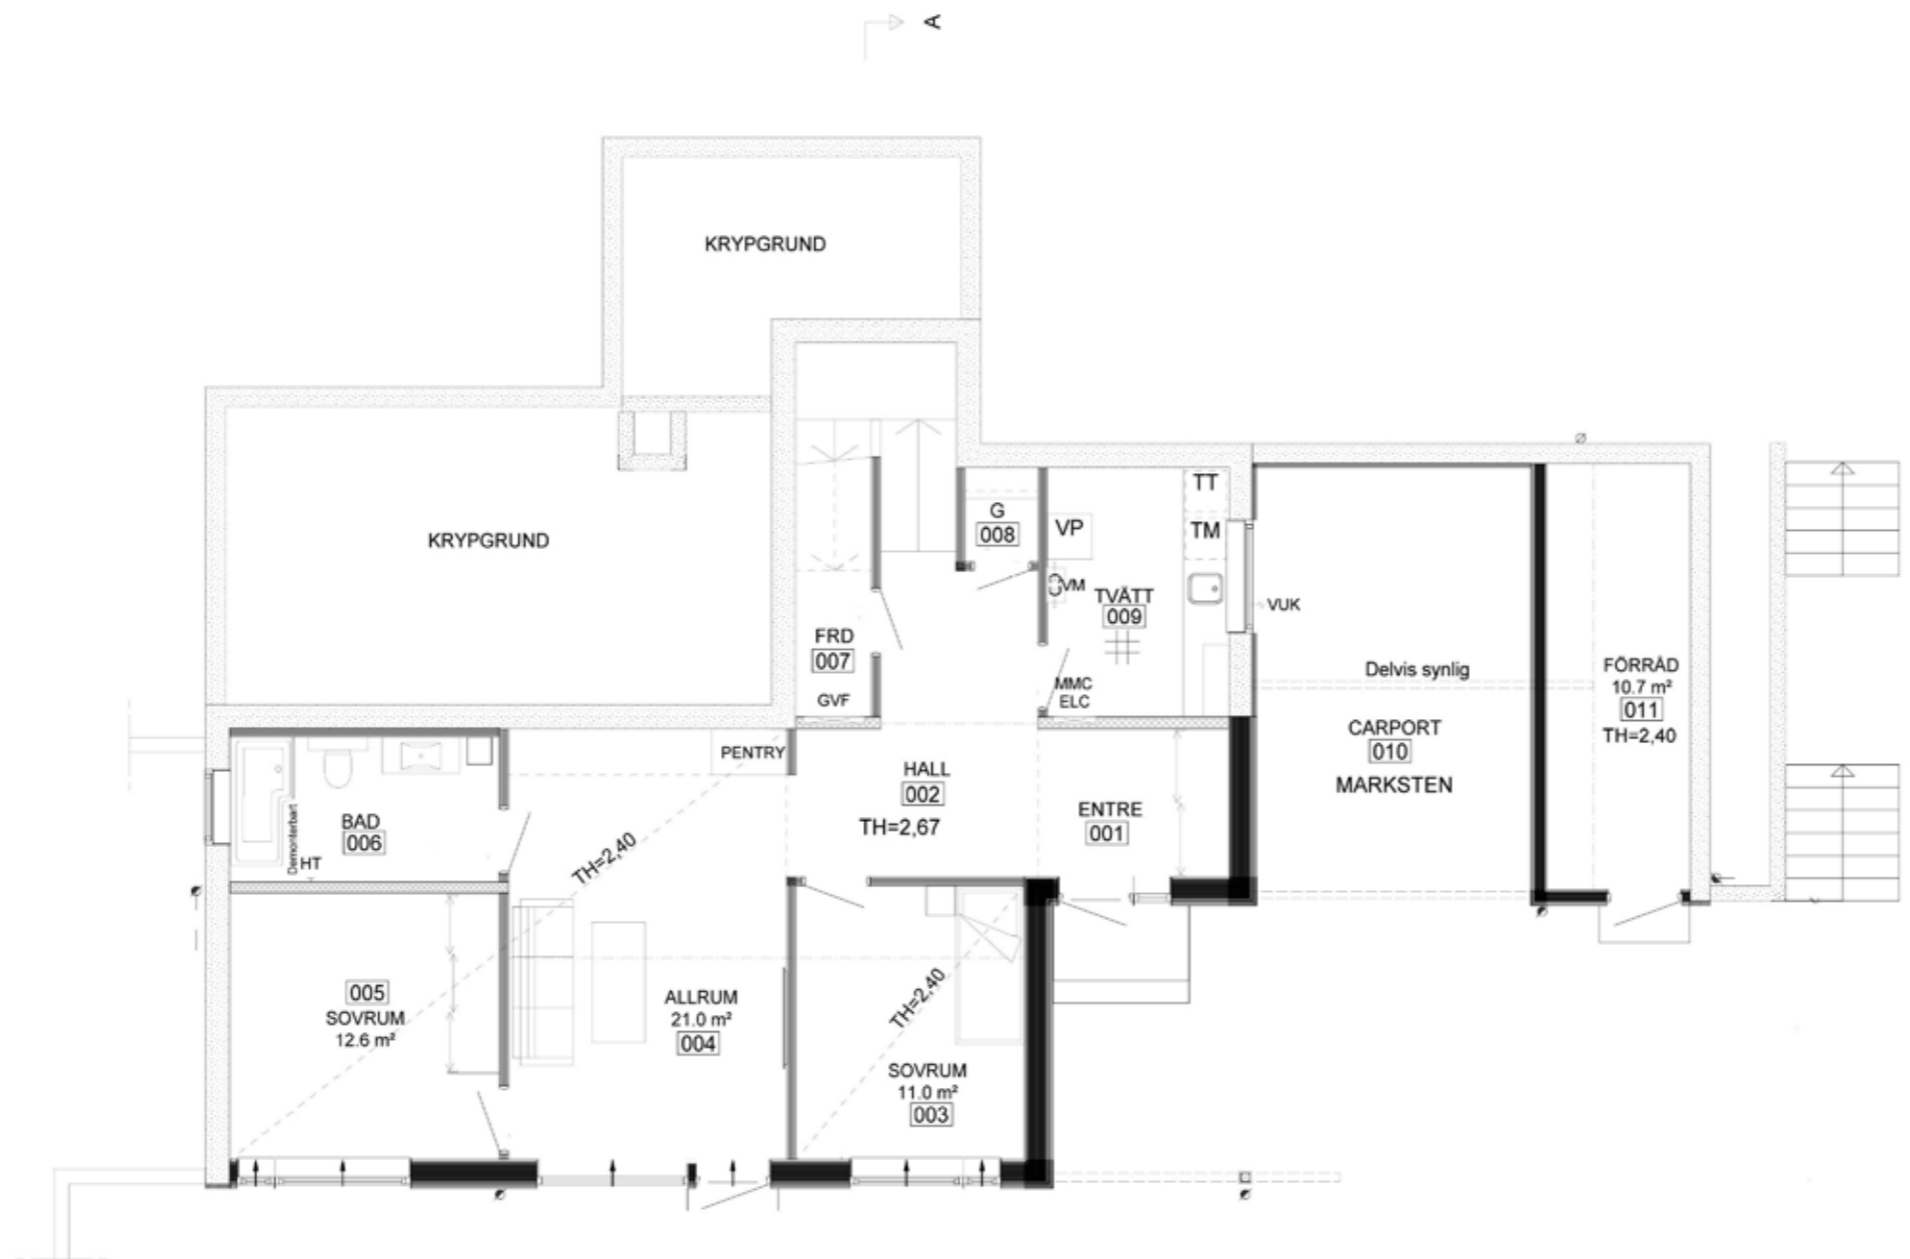 A
KRYPGRUND
KRYPGRUND
G
008
VP
VM
TVÄTT
009
TT
TM
VUK
FRD
007
GVF
MMC
ELC
Delvis synlig
CARPORT
010
MARKSTEN
FÖRRÅD
10.7 m²
011
TH=2,40
PENTRY
HALL
002
TH=2,67
ENTRE
001
BAD
006
Demonterbart
HT
TH=2,40
005
SOVRUM
12.6 m²
ALLRUM
21.0 m²
004
TH=2,40
SOVRUM
11.0 m²
003